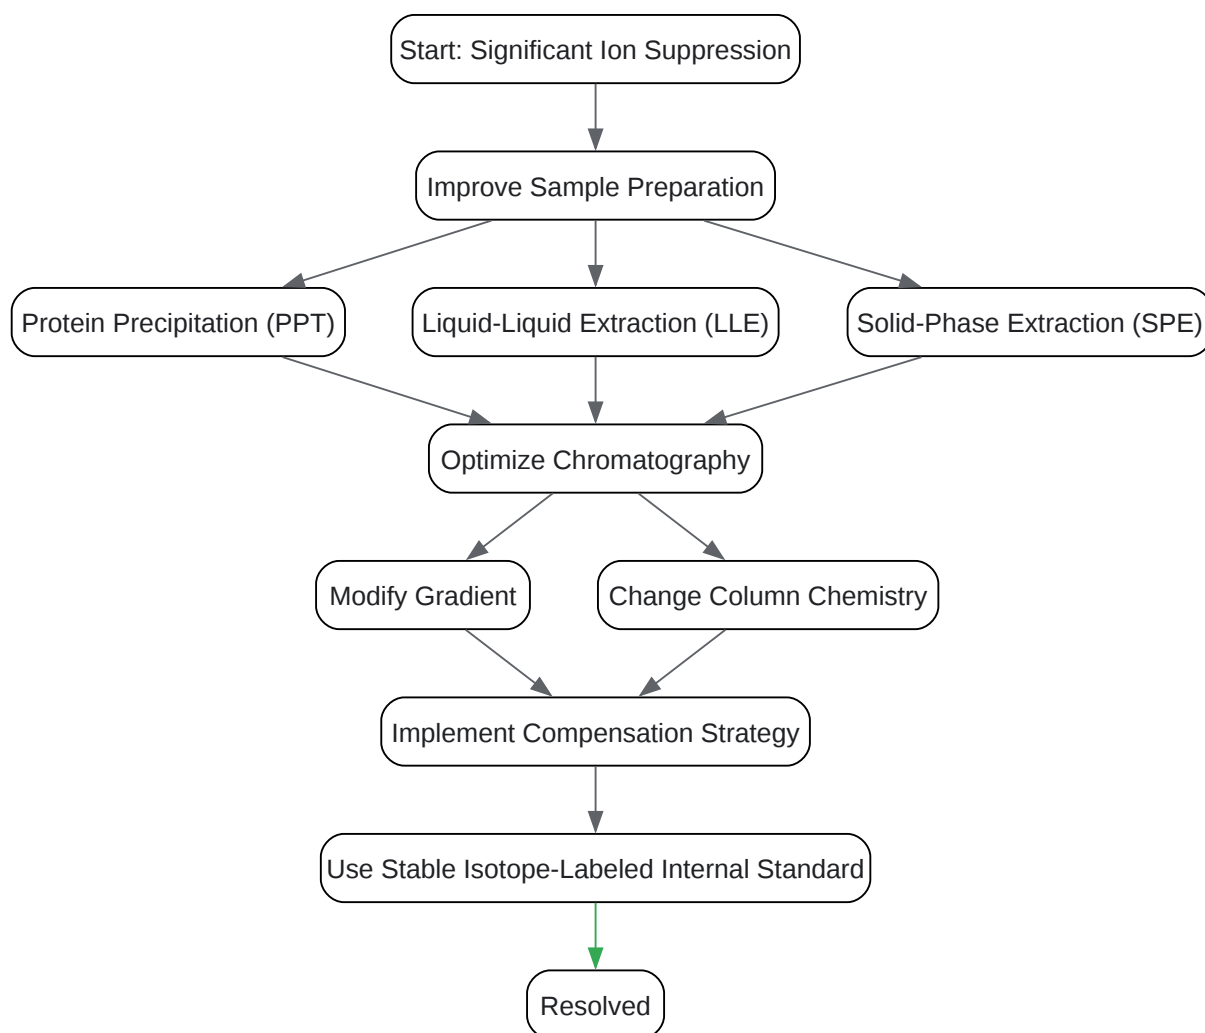 Start: Significant Ion Suppression
Improve Sample Preparation
Protein Precipitation (PPT)
Liquid-Liquid Extraction (LLE)
Solid-Phase Extraction (SPE)
Optimize Chromatography
Modify Gradient
Change Column Chemistry
Implement Compensation Strategy
Use Stable Isotope-Labeled Internal Standard
Resolved